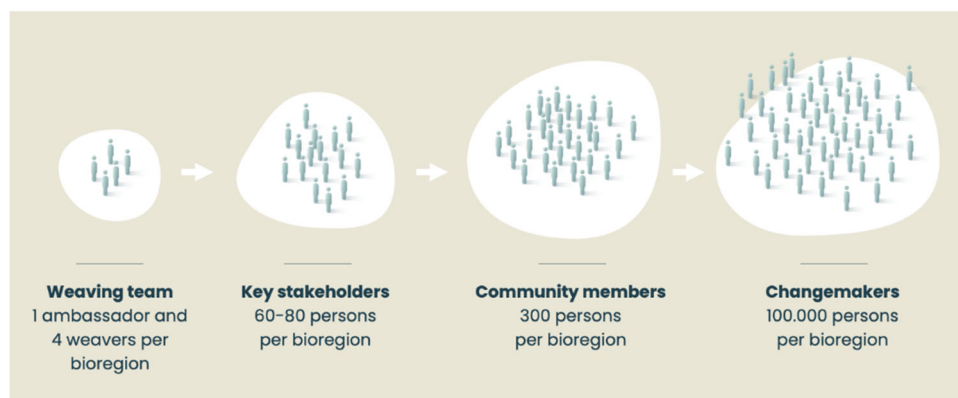 Weaving team
1 ambassador and
4 weavers per
bioregion
Key stakeholders
60-80 persons
per bioregion
Community members
300 persons
per bioregion
Changemakers
100.000 persons
per bioregion